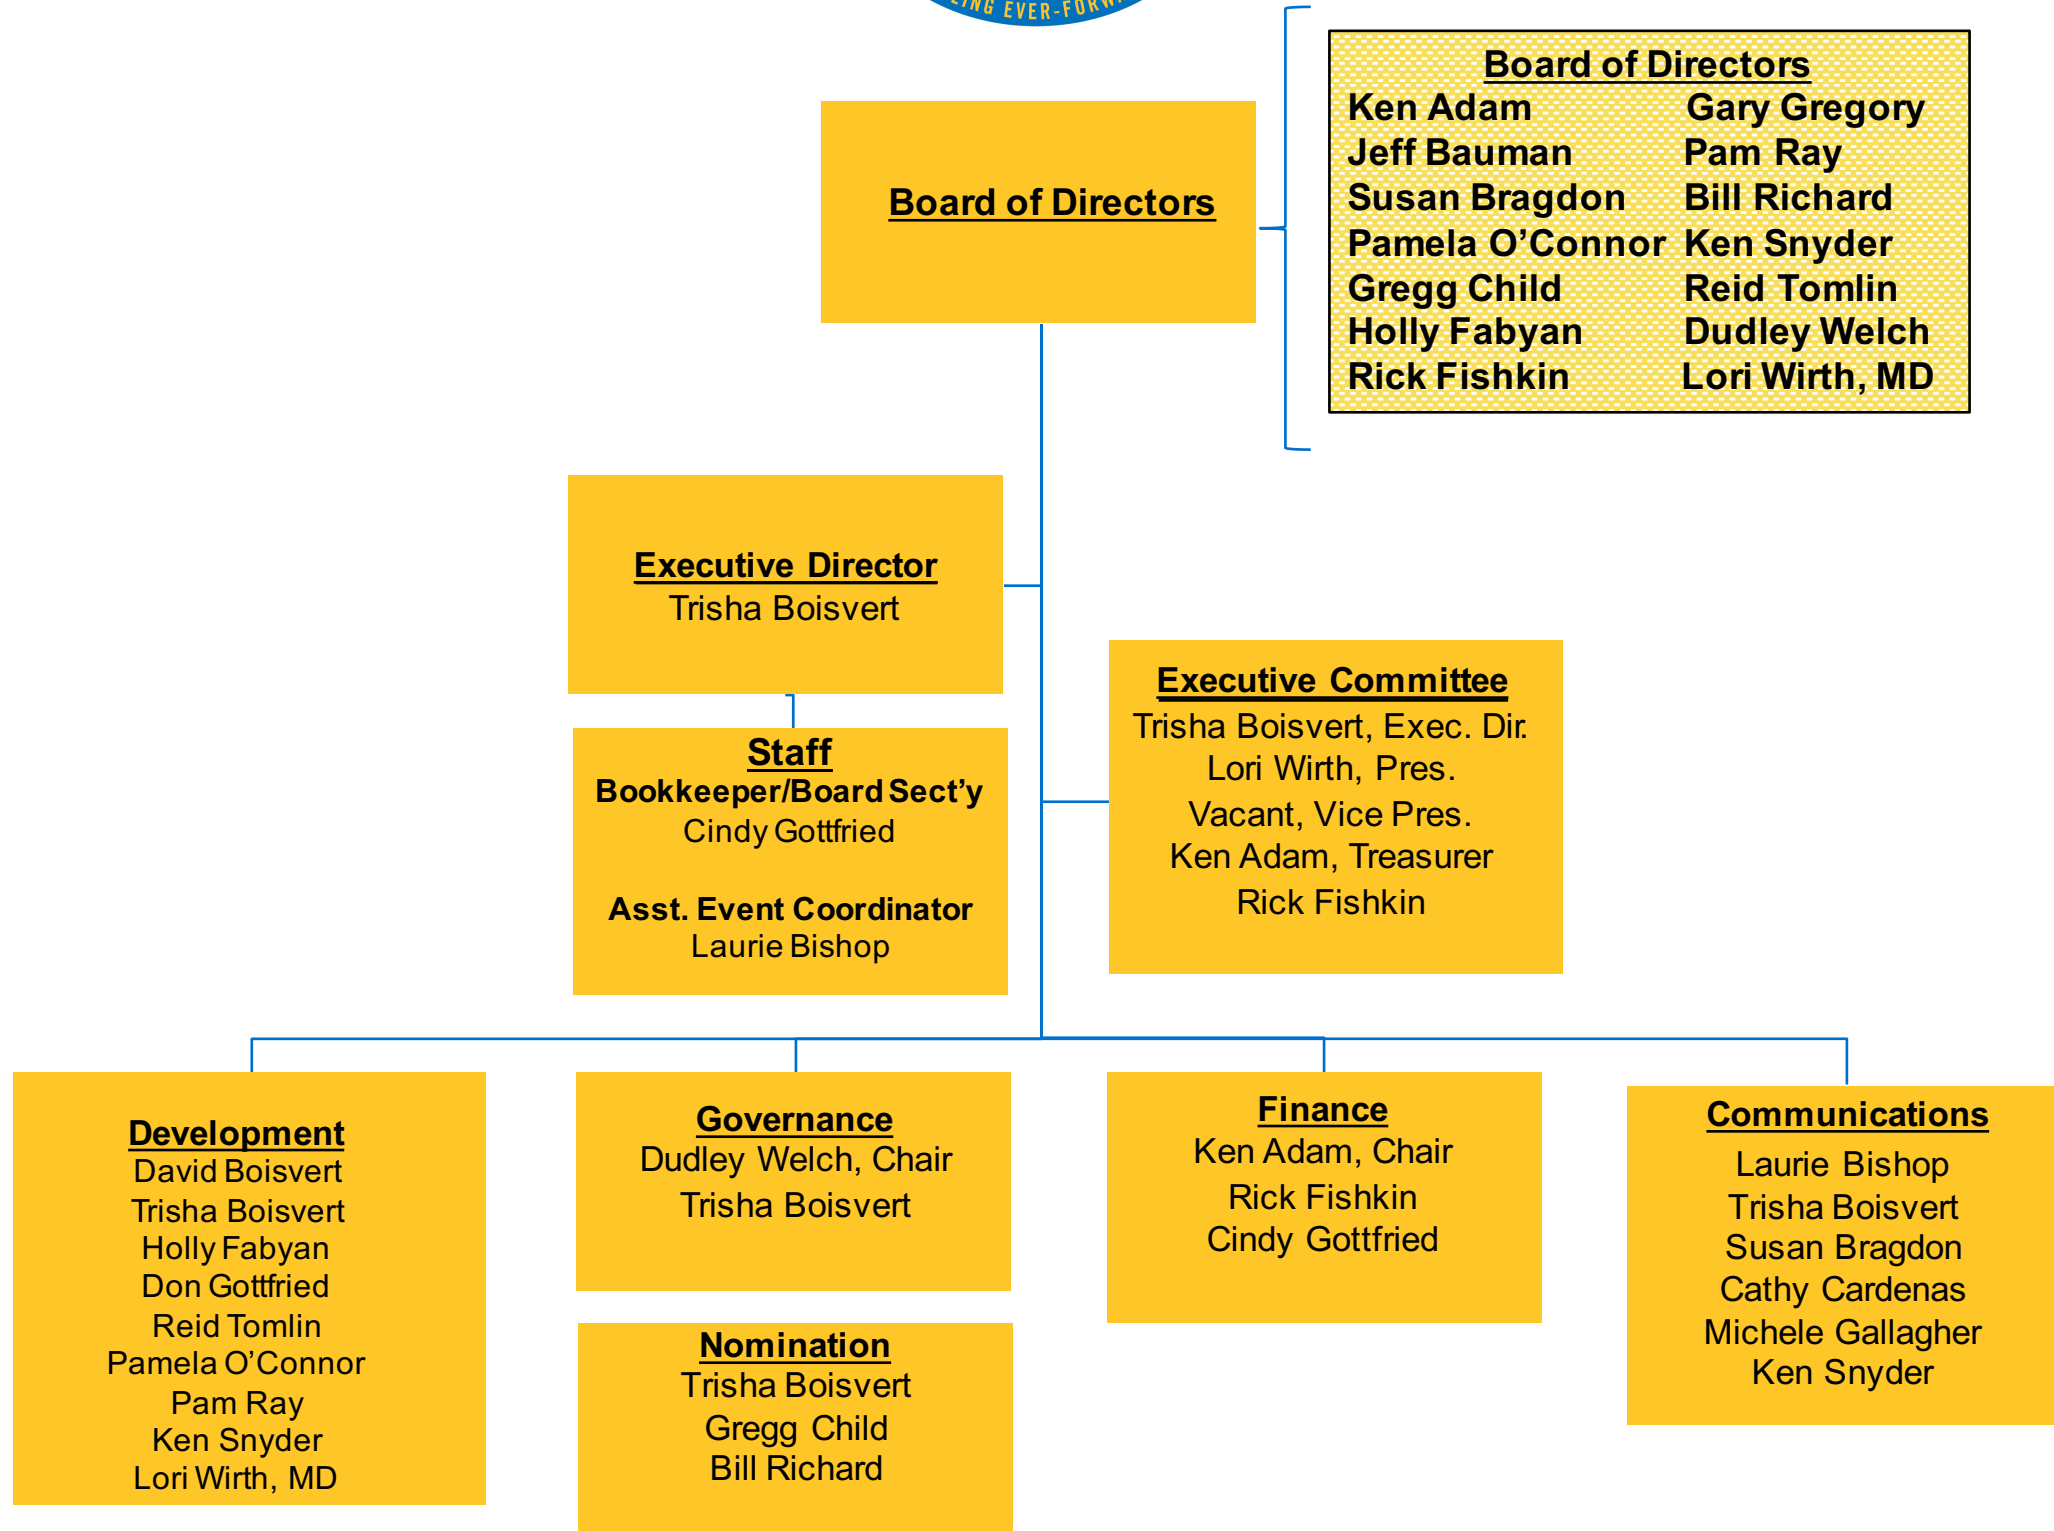 EVER-
Board of Directors
Ken Adam Gary Gregory
Jeff Bauman Pam Ray
Susan Bragdon Bill Richard
Pamela O’Connor Ken Snyder
Gregg Child Reid Tomlin
Holly Fabyan Dudley Welch
Rick Fishkin Lori Wirth, MD
Board of Directors
Executive Director
Trisha Boisvert
Executive Committee
Trisha Boisvert, Exec. Dir.
Lori Wirth, Pres.
Vacant, Vice Pres.
Ken Adam, Treasurer
Rick Fishkin
Staff
Bookkeeper/Board Sect’y
Cindy Gottfried
Asst. Event Coordinator
Laurie Bishop
Development
David Boisvert
Trisha Boisvert
Holly Fabyan
Don Gottfried
Reid Tomlin
Pamela O’Connor
Pam Ray
Ken Snyder
Lori Wirth, MD
Governance
Dudley Welch, Chair
Trisha Boisvert
Nomination
Trisha Boisvert
Gregg Child
Bill Richard
Finance
Ken Adam, Chair
Rick Fishkin
Cindy Gottfried
Communications
Laurie Bishop
Trisha Boisvert
Susan Bragdon
Cathy Cardenas
Michele Gallagher
Ken Snyder